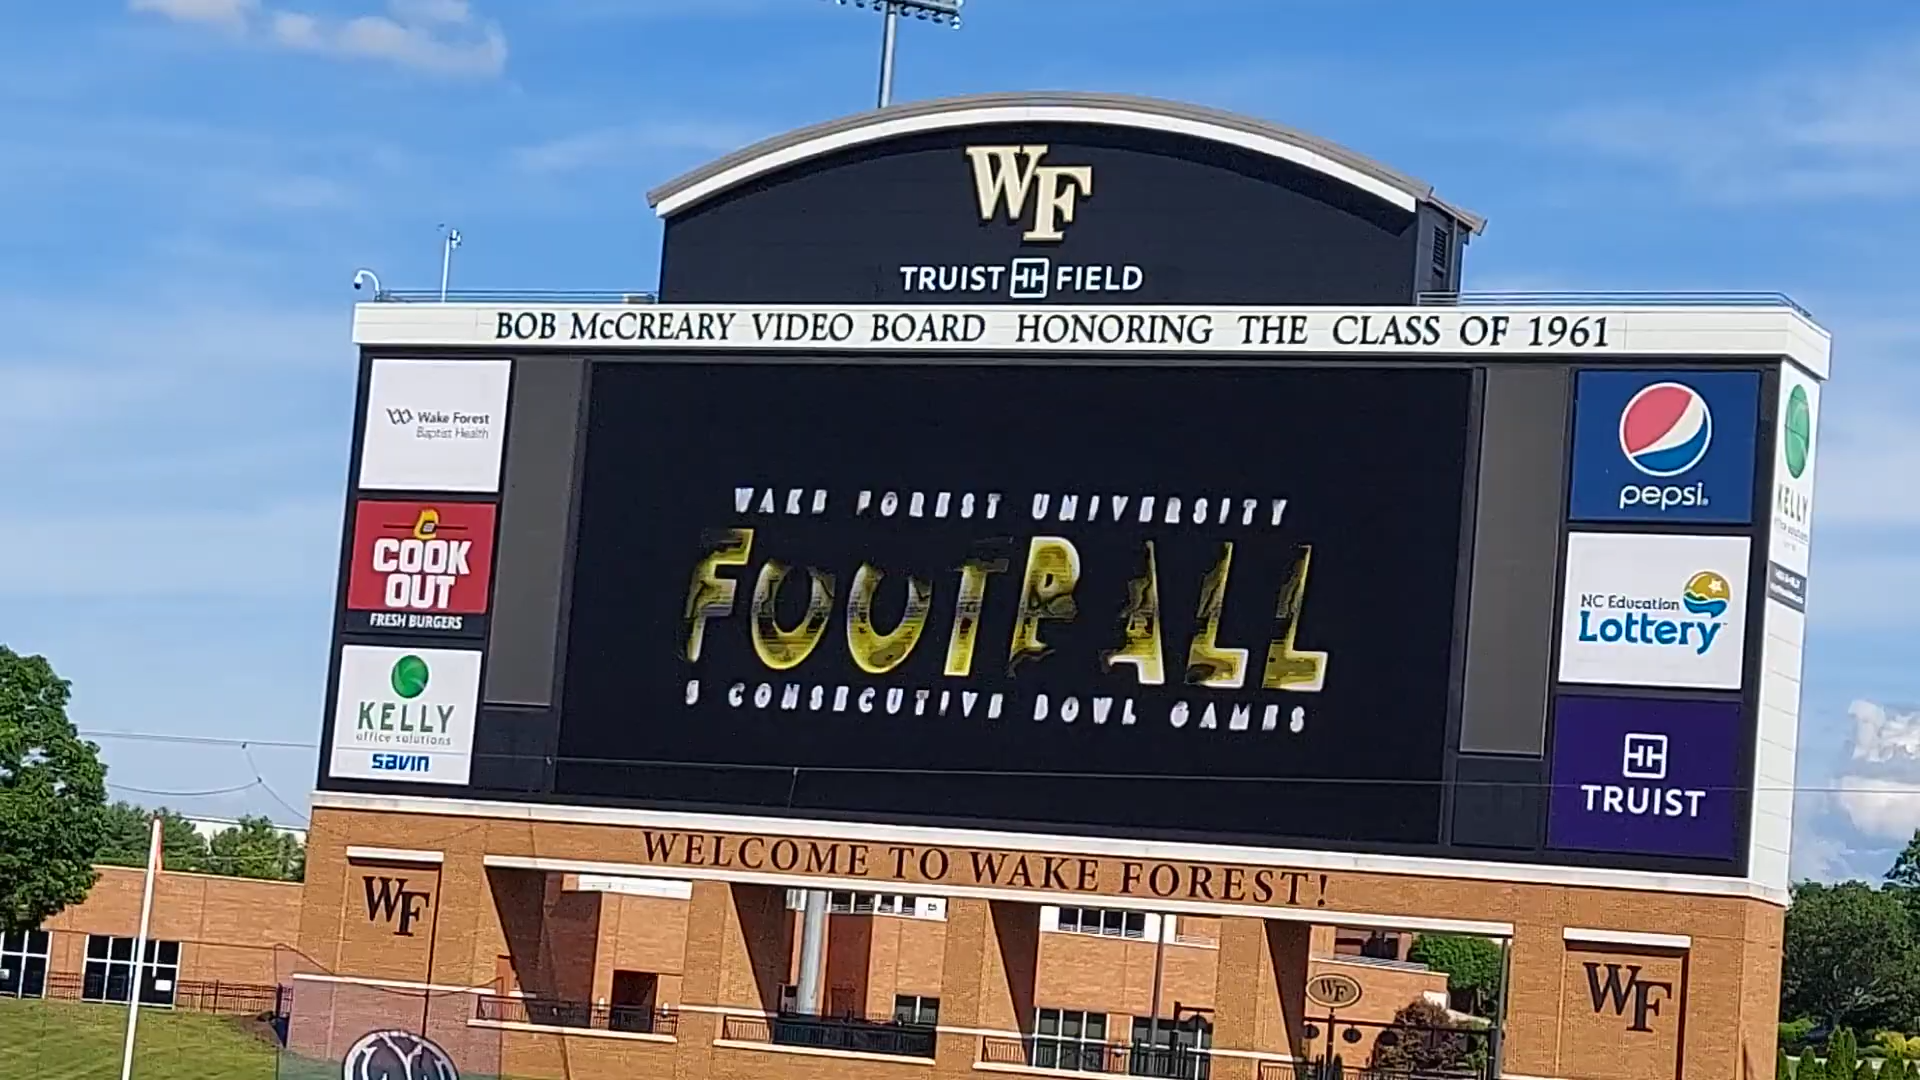 WF
TRUIST FIELD
BOB McCREARY VIDEO BOARD HONORING THE CLASS OF 1961
Wake Forest
Baptist Health
COOK
OUT
FRESH BURGERS
KELLY
office solutions
savin
WAKE FOREST UNIVERSITY
FOOTBALL
5 CONSECUTIVE BOWL GAMES
pepsi
NC Education
Lottery
TRUIST
KELLY
WELCOME TO WAKE FOREST!
WF
WF
WF